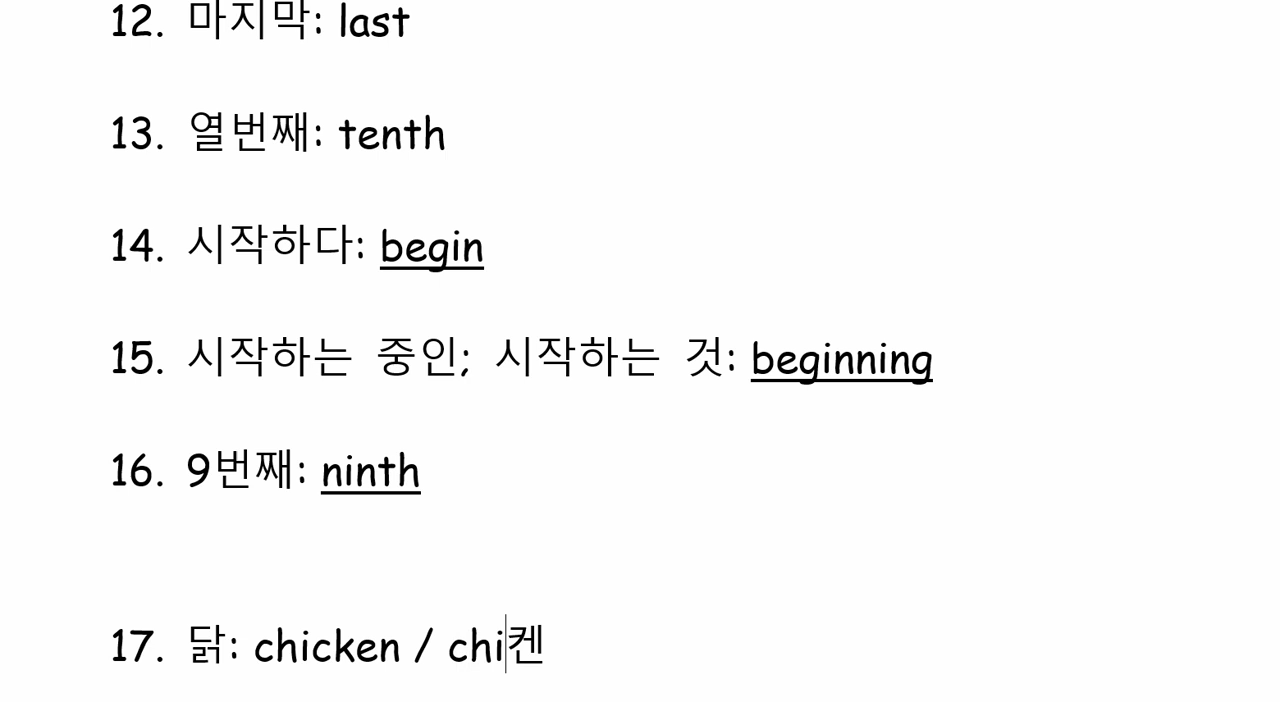 12. 마지막: last
13. 열번째: tenth
14. 시작하다: begin
15. 시작하는 중인; 시작하는 것: beginning
16. 9번째: ninth
17. 닭: chicken / chi켄